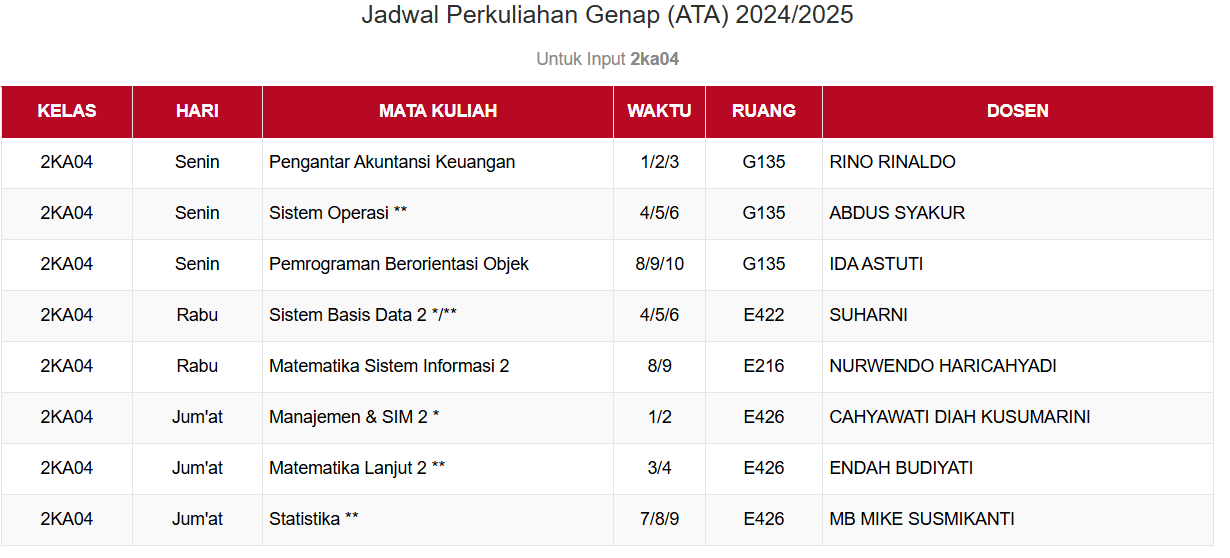 Jadwal Perkuliahan Genap (ATA) 2024/2025
Untuk Input 2ka04
KELAS HARI MATA KULIAH WAKTU RUANG DOSEN
2KA04 Senin Pengantar Akuntansi Keuangan 1/2/3 G135 RINO RINALDO
2KA04 Senin Sistem Operasi ** 4/5/6 G135 ABDUS SYAKUR
2KA04 Senin Pemrograman Berorientasi Objek 8/9/10 G135 IDA ASTUTI
2KA04 Rabu Sistem Basis Data 2 */** 4/5/6 E422 SUHARNI
2KA04 Rabu Matematika Sistem Informasi 2 8/9 E216 NURWENDO HARICAHYADI
2KA04 Jum'at Manajemen & SIM 2 * 1/2 E426 CAHYAWATI DIAH KUSUMARINI
2KA04 Jum'at Matematika Lanjut 2 ** 3/4 E426 ENDAH BUDIYATI
2KA04 Jum'at Statistika ** 7/8/9 E426 MB MIKE SUSMIKANTI